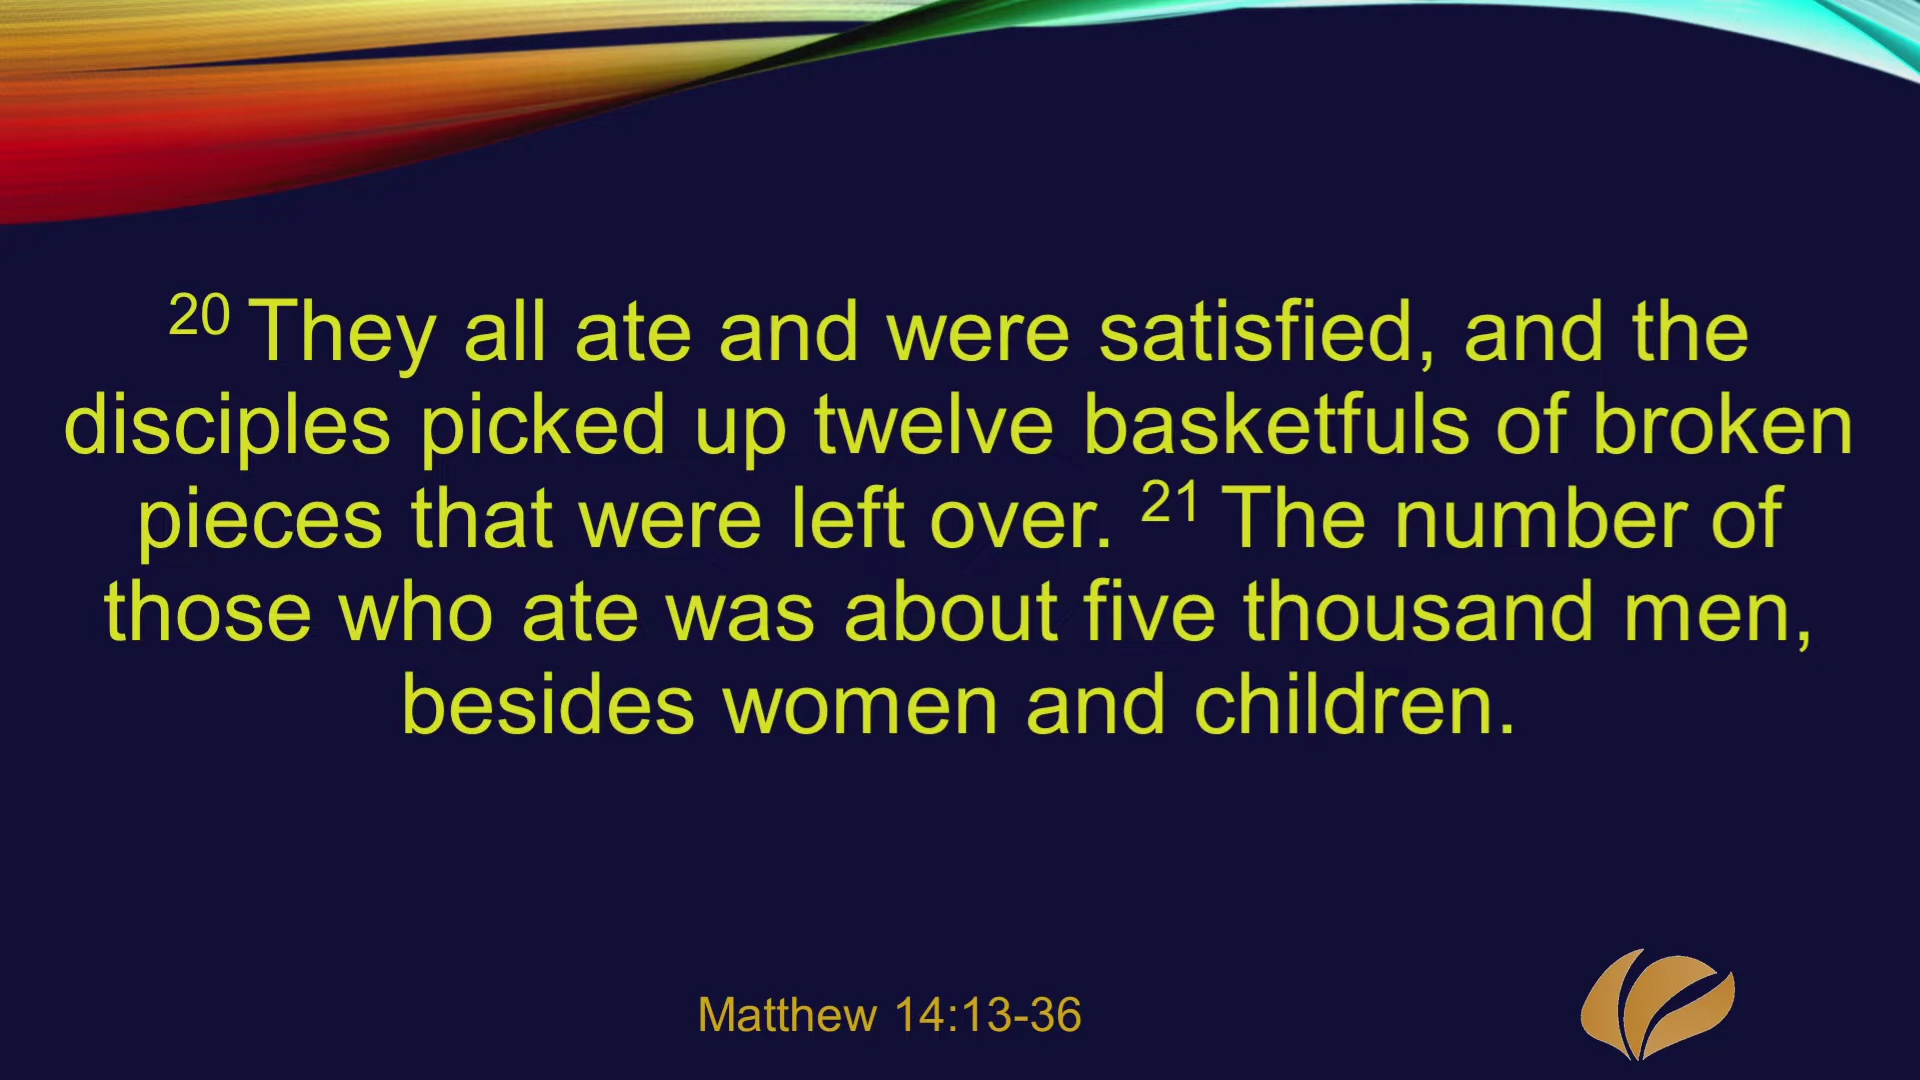 20 They all ate and were satisfied, and the
disciples picked up twelve basketfuls of broken
pieces that were left over. 21 The number of
those who ate was about five thousand men,
besides women and children.
Matthew 14:13-36